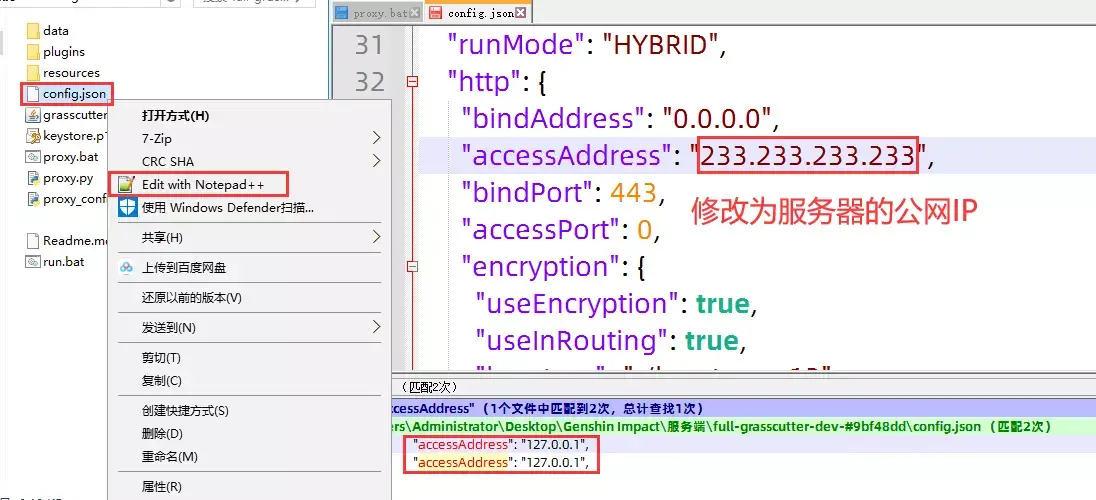 data
plugins
resources
config.json
grasscutter
keystore.p1
proxy.bat
proxy.py
proxy_confi
Readme.md
run.bat
打开方式(H)
7-Zip
CRC SHA
Edit with Notepad++
使用 Windows Defender扫描...
共享(H)
上传到百度网盘
还原以前的版本(V)
发送到(N)
剪切(T)
复制(C)
创建快捷方式(S)
删除(D)
重命名(M)
属性(R)
proxy.bat config.json
31 "runMode": "HYBRID",
32 "http": {
"bindAddress": "0.0.0.0",
"accessAddress": "233.233.233.233",
"bindPort": 443,
修改为服务器的公网IP
"accessPort": 0,
"encryption": {
"useEncryption": true,
"useInRouting": true,
(匹配2次)
ccessAddress" (1个文件中匹配到2次，总计查找1次)
ers\Administrator\Desktop\Genshin Impact\服务端\full-grasscutter-dev-#9bf48dd\config.json (匹配2次)
"accessAddress": "127.0.0.1",
"accessAddress": "127.0.0.1",